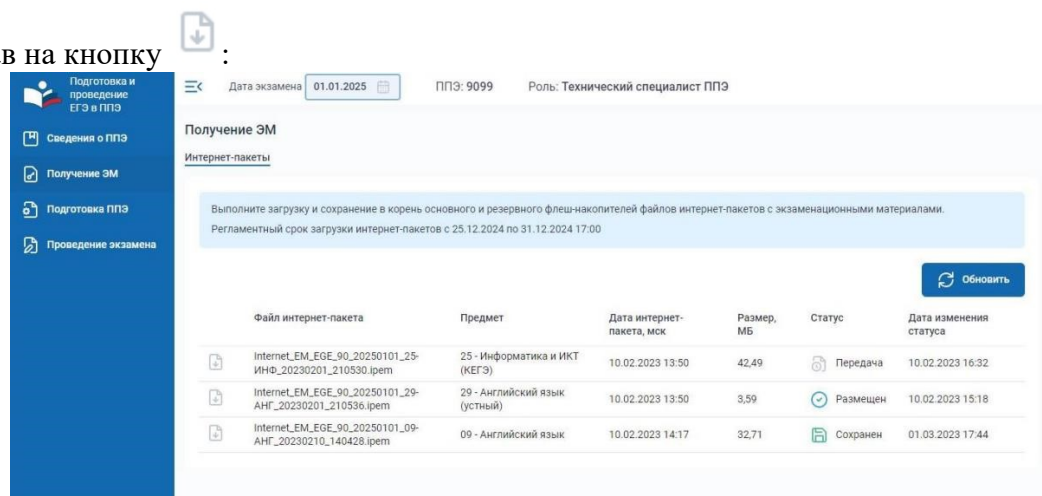 в на кнопку :
Подготовка и
проведение
ЕГЭ в ППЭ
Дата экзамена 01.01.2025 ППЭ: 9099 Роль: Технический специалист ППЭ
Сведения о ППЭ
Получение ЭМ
Подготовка ППЭ
Проведение экзамена
Получение ЭМ
Интернет-пакеты
Выполните загрузку и сохранение в корень основного и резервного флеш-накопителей файлов интернет-пакетов с экзаменационными материалами.
Регламентный срок загрузки интернет-пакетов с 25.12.2024 по 31.12.2024 17:00
Обновить
Файл интернет-пакета Предмет Дата интернет- Размер, Статус Дата изменения
пакета, мск МБ статуса
Internet_EM_EGE_90_20250101_25- 25 - Информатика и ИКТ 10.02.2023 13:50 42,49 Передача 10.02.2023 16:32
ИНФ_20230201_210530.ipem (КЕГЭ)
Internet_EM_EGE_90_20250101_29- 29 - Английский язык 10.02.2023 13:50 3,59 Размещен 10.02.2023 15:18
АНГ_20230201_210536.ipem (устный)
Internet_EM_EGE_90_20250101_09- 09 - Английский язык 10.02.2023 14:17 32,71 Сохранен 01.03.2023 17:44
АНГ_20230210_140428.ipem